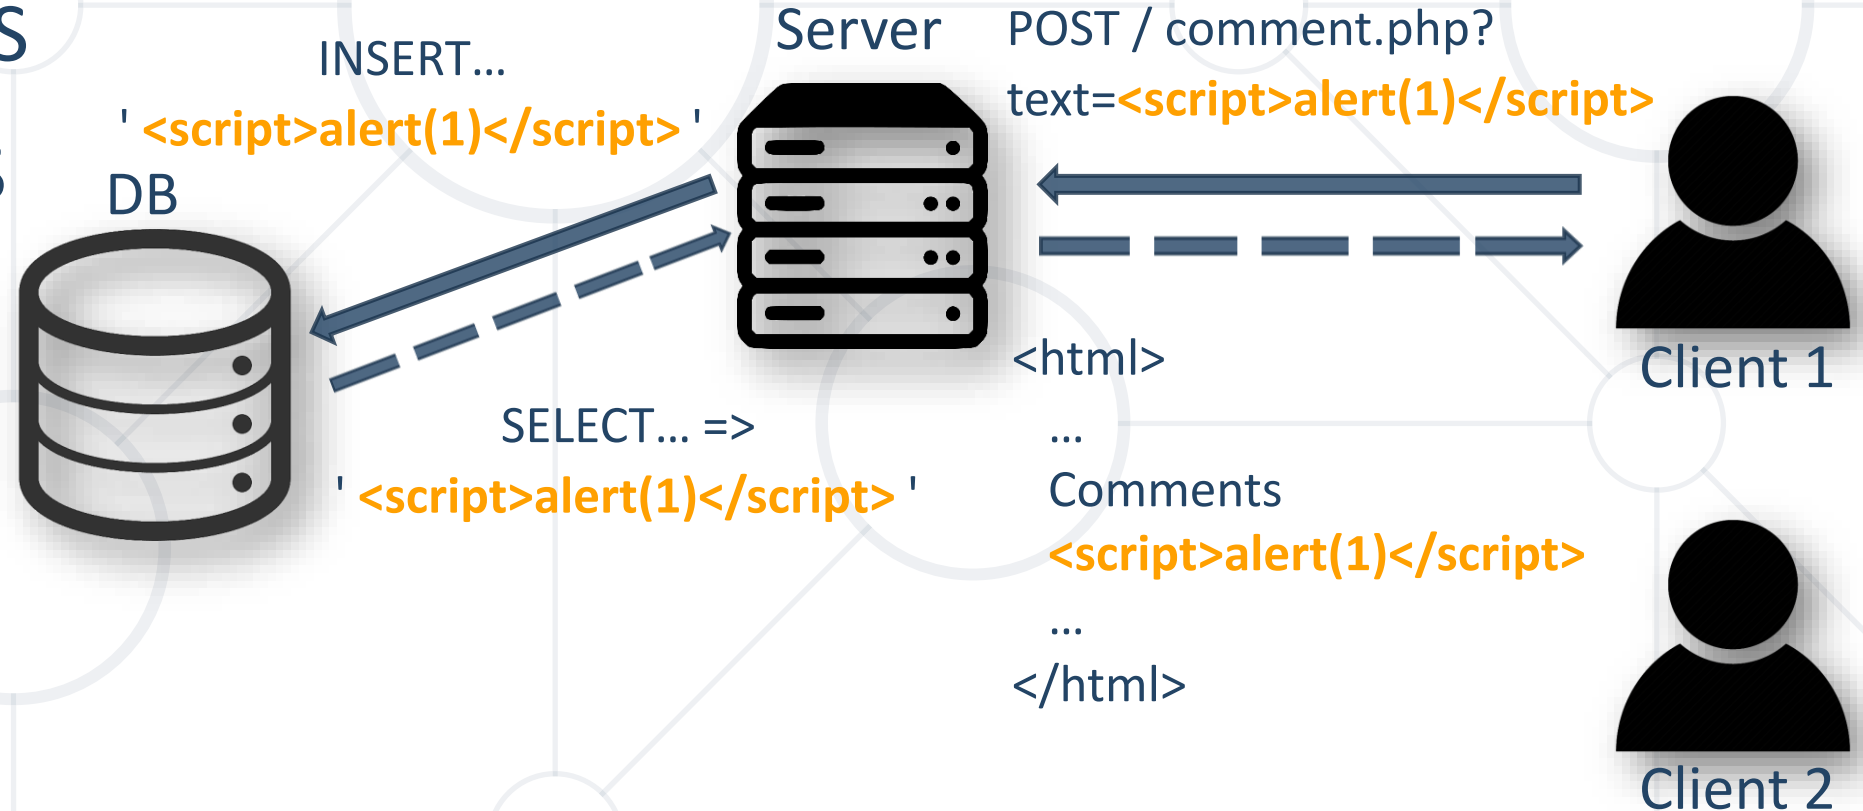 INSERT...
' <script>alert(1)</script> '
DB
Server
POST / comment.php?
text=<script>alert(1)</script>
SELECT... =>
' <script>alert(1)</script> '
<html>
...
Comments
<script>alert(1)</script>
...
</html>
Client 1
Client 2